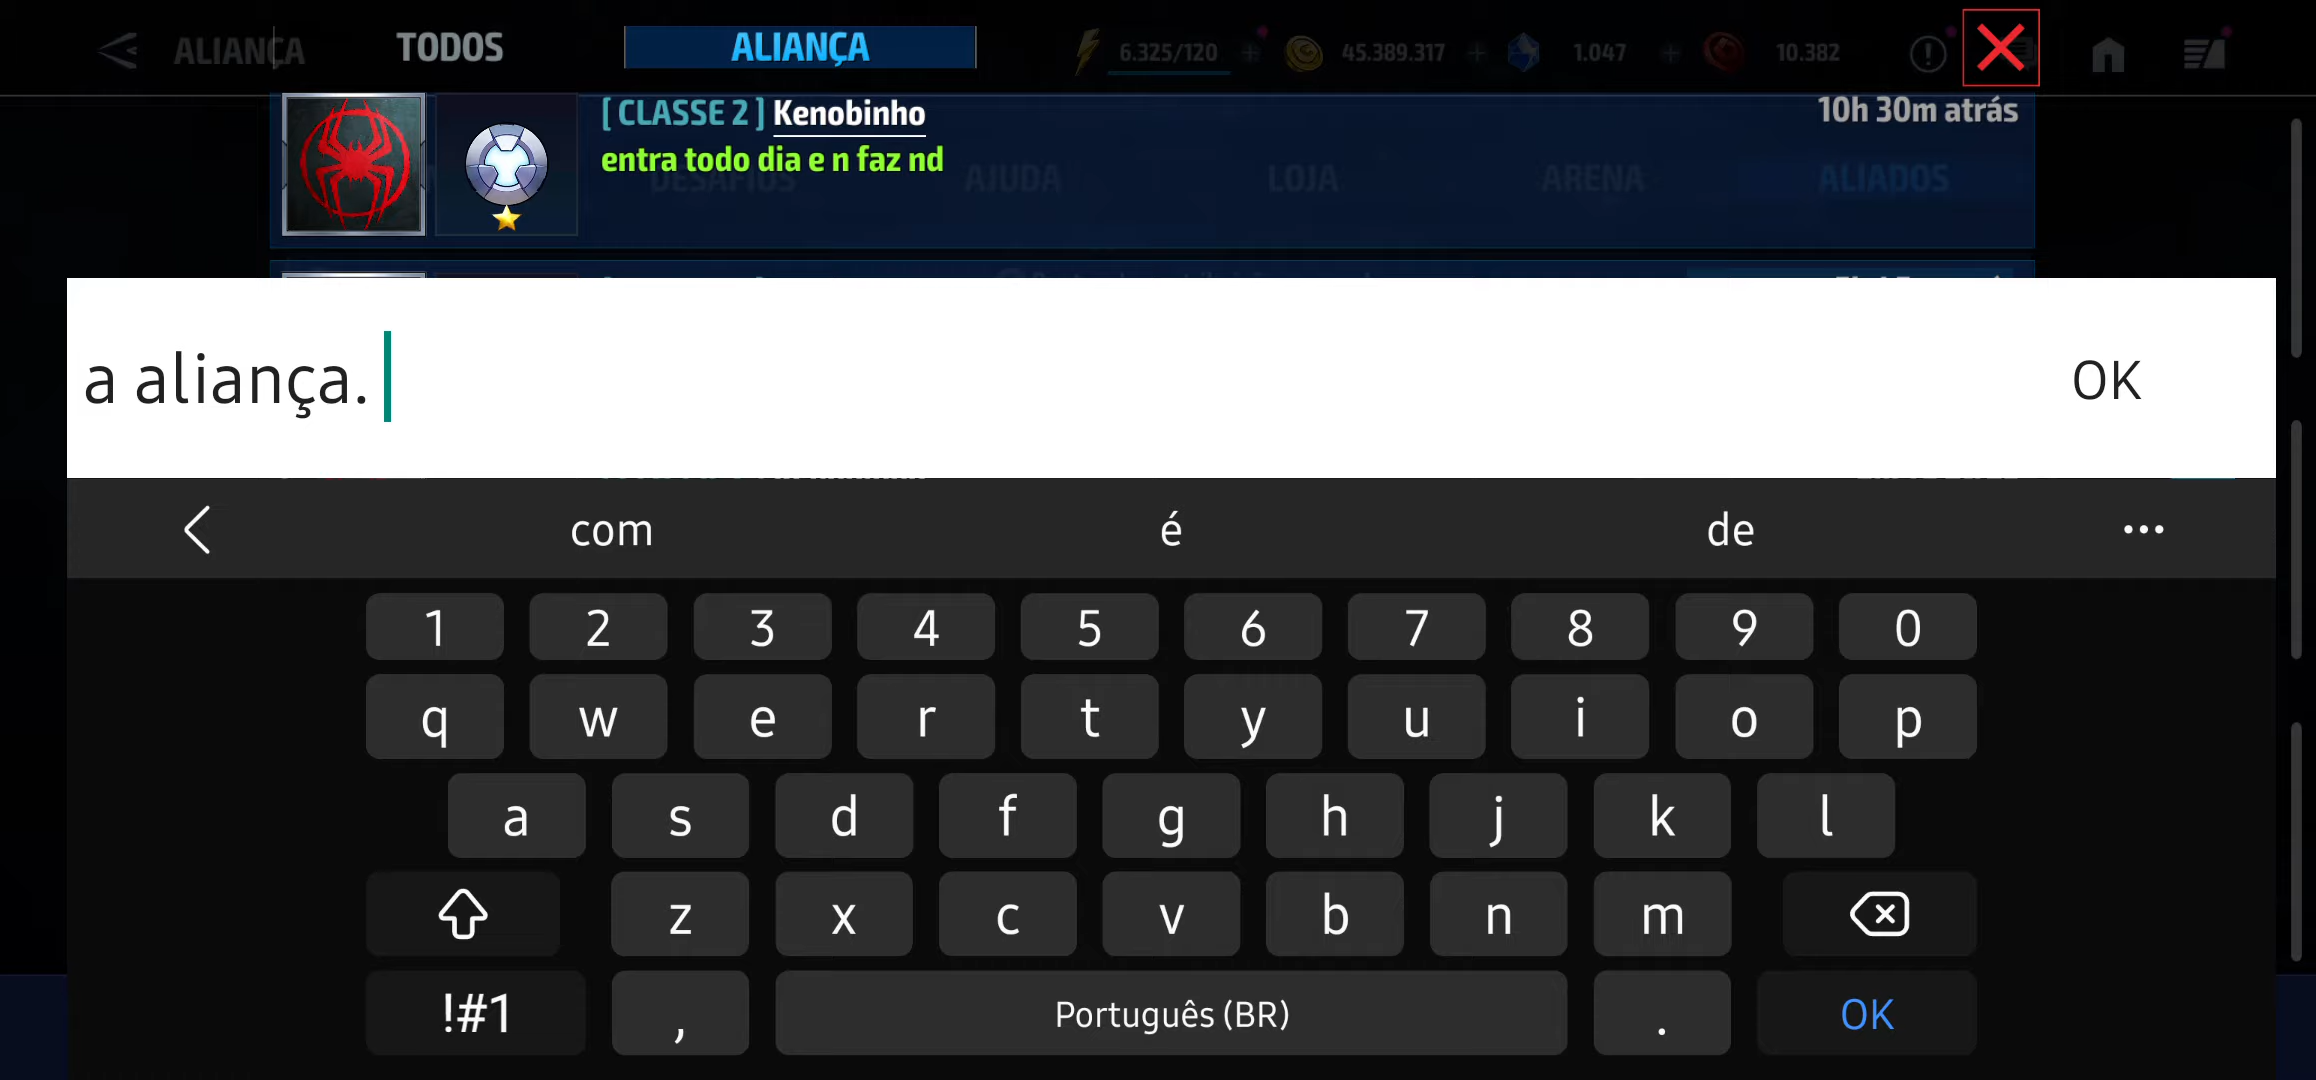 ALIANÇA
TODOS
ALIANÇA
6.325/120
45.389.317
1.047
10.382
[ CLASSE 2 ] Kenobinho
10h 30m atrás
entra todo dia e n faz nd
DESAFIOS
AJUDA
LOJA
ARENA
ALIADOS
a aliança.
OK
com
é
de
1 2 3 4 5 6 7 8 9 0
q w e r t y u i o p
a s d f g h j k l
z x c v b n m
!#1 , Português (BR) . OK